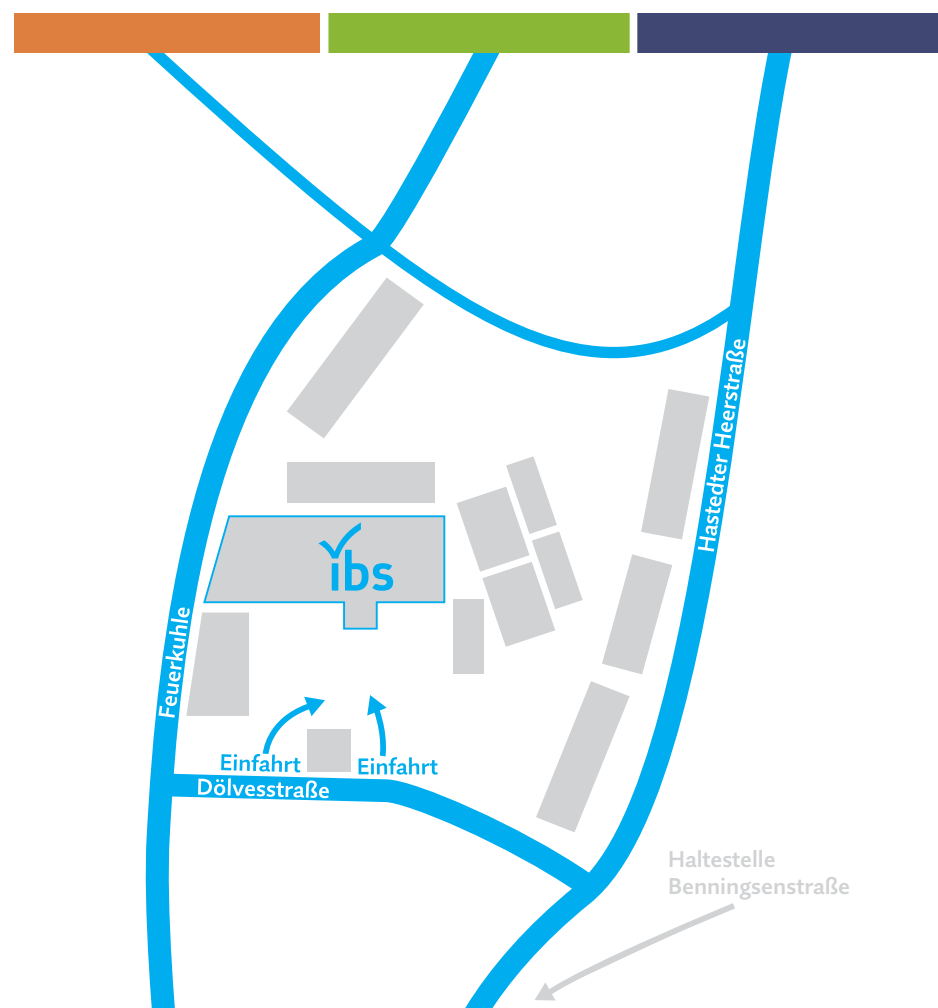 Hastedter Heerstraße
ibs
Feuerkuhle
Einfahrt
Einfahrt
Dölvesstraße
Haltestelle
Benningsenstraße